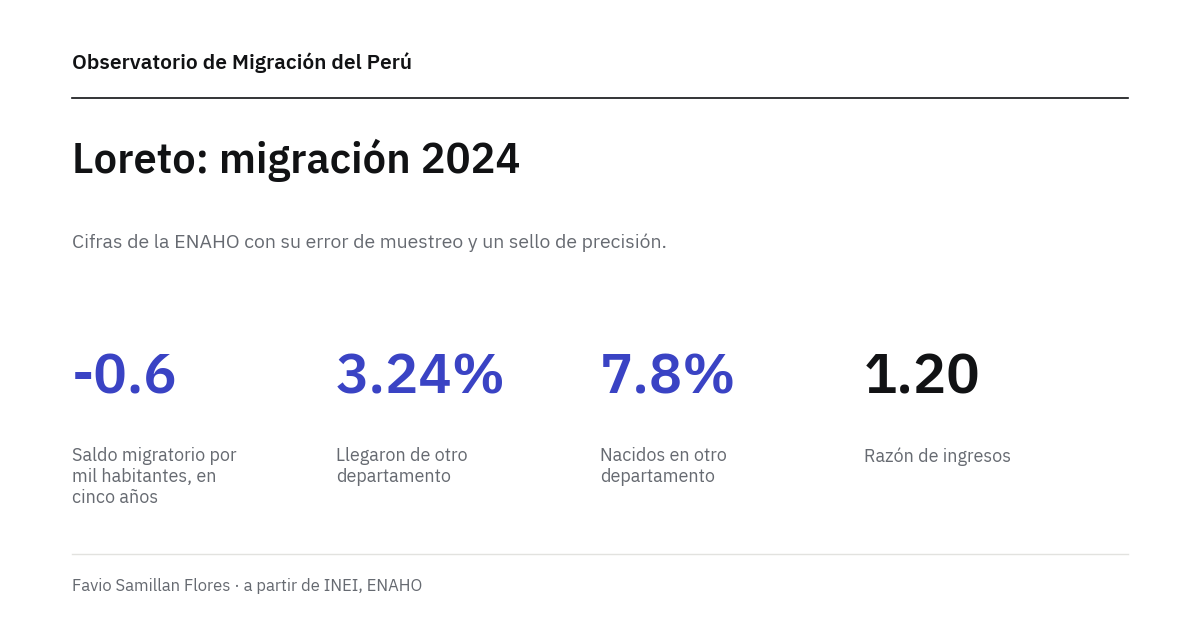 Observatorio de Migración del Perú
Loreto: migración 2024
Cifras de la ENAHO con su error de muestreo y un sello de precisión.
-0.6
Saldo migratorio por
mil habitantes, en
cinco años
3.24%
Llegaron de otro
departamento
7.8%
Nacidos en otro
departamento
1.20
Razón de ingresos
Favio Samillan Flores · a partir de INEI, ENAHO